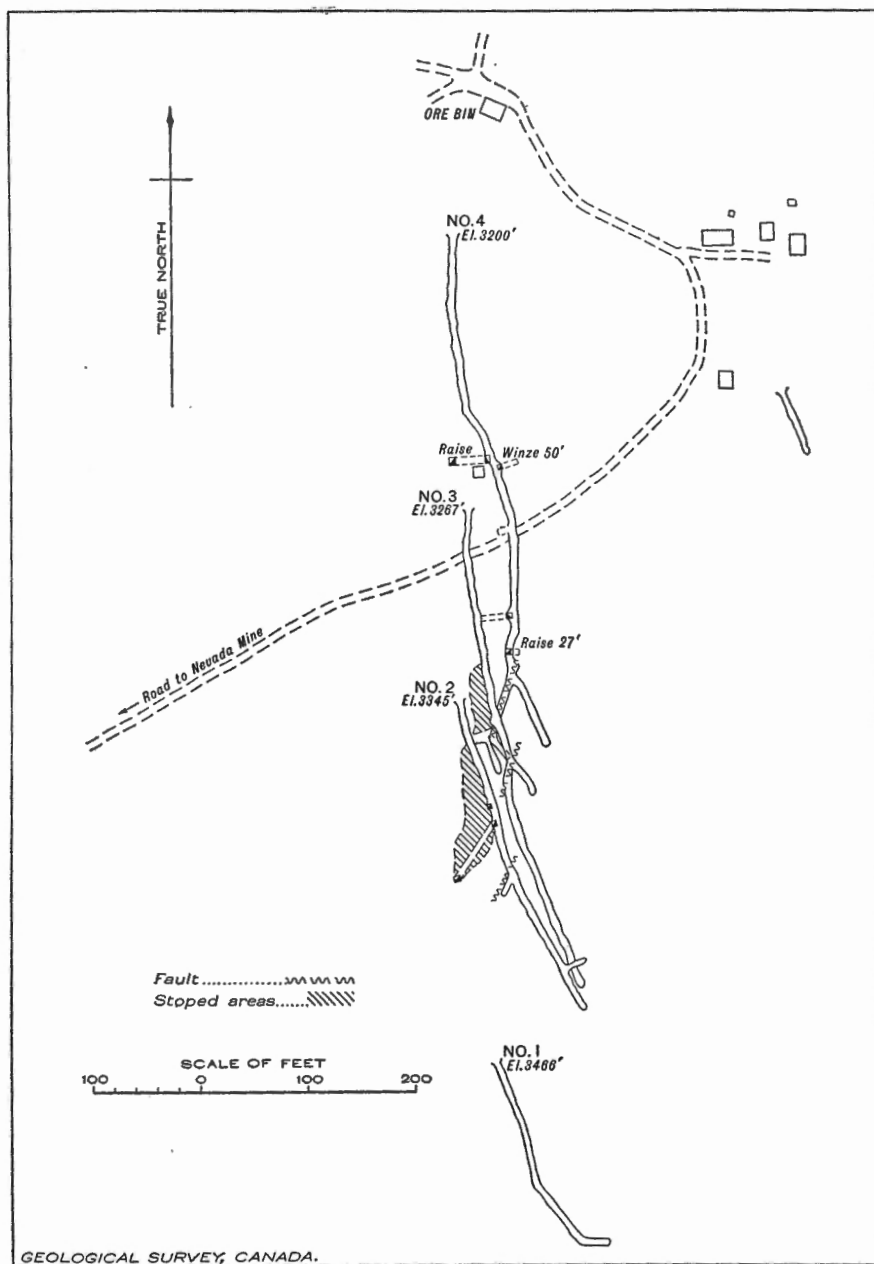 ORE BIN
TRUE NORTH
NO.4
El.3200'
Raise
Winze 50'
NO.3
El.3267'
Raise 27'
Road to Nevada Mine
NO.2
El.3345'
Fault
Stoped areas
SCALE OF FEET
100 0 100 200
NO.1
El.3466'
GEOLOGICAL SURVEY, CANADA.